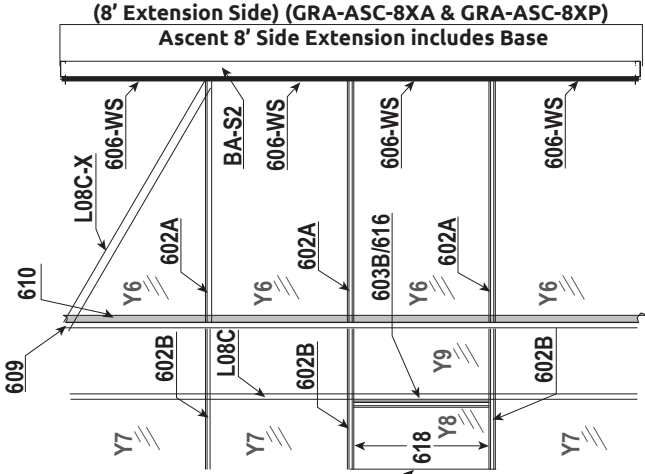 (8’ Extension Side) (GRA-ASC-8XA & GRA-ASC-8XP)
Ascent 8’ Side Extension includes Base
606-WS
BA-S2
606-WS
606-WS
606-WS
L08C-X
602A
602A
603B/616
602A
610
Y6
Y6
Y6
Y6
609
602B
L08C
602B
Y9
602B
Y7
Y7
618
Y8
Y7